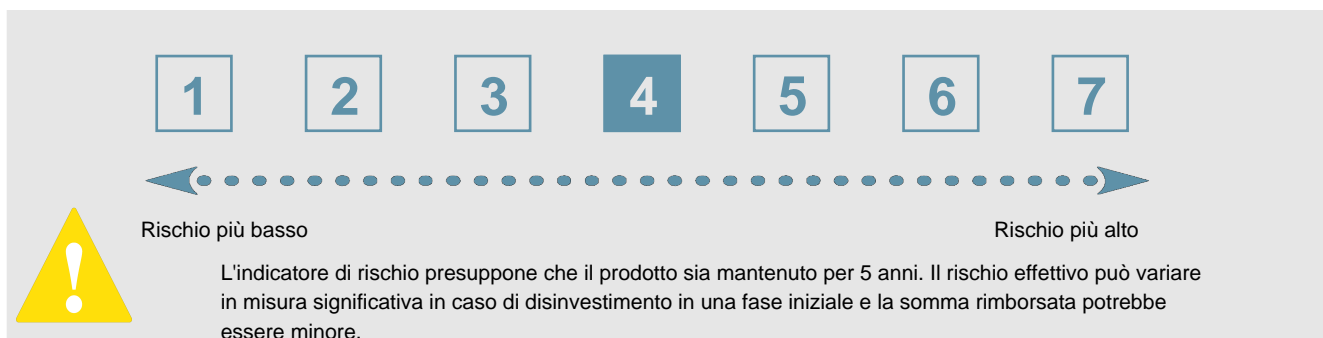 1 2 3 4 5 6 7
Rischio più basso Rischio più alto
L'indicatore di rischio presuppone che il prodotto sia mantenuto per 5 anni. Il rischio effettivo può variare
in misura significativa in caso di disinvestimento in una fase iniziale e la somma rimborsata potrebbe
essere minore.